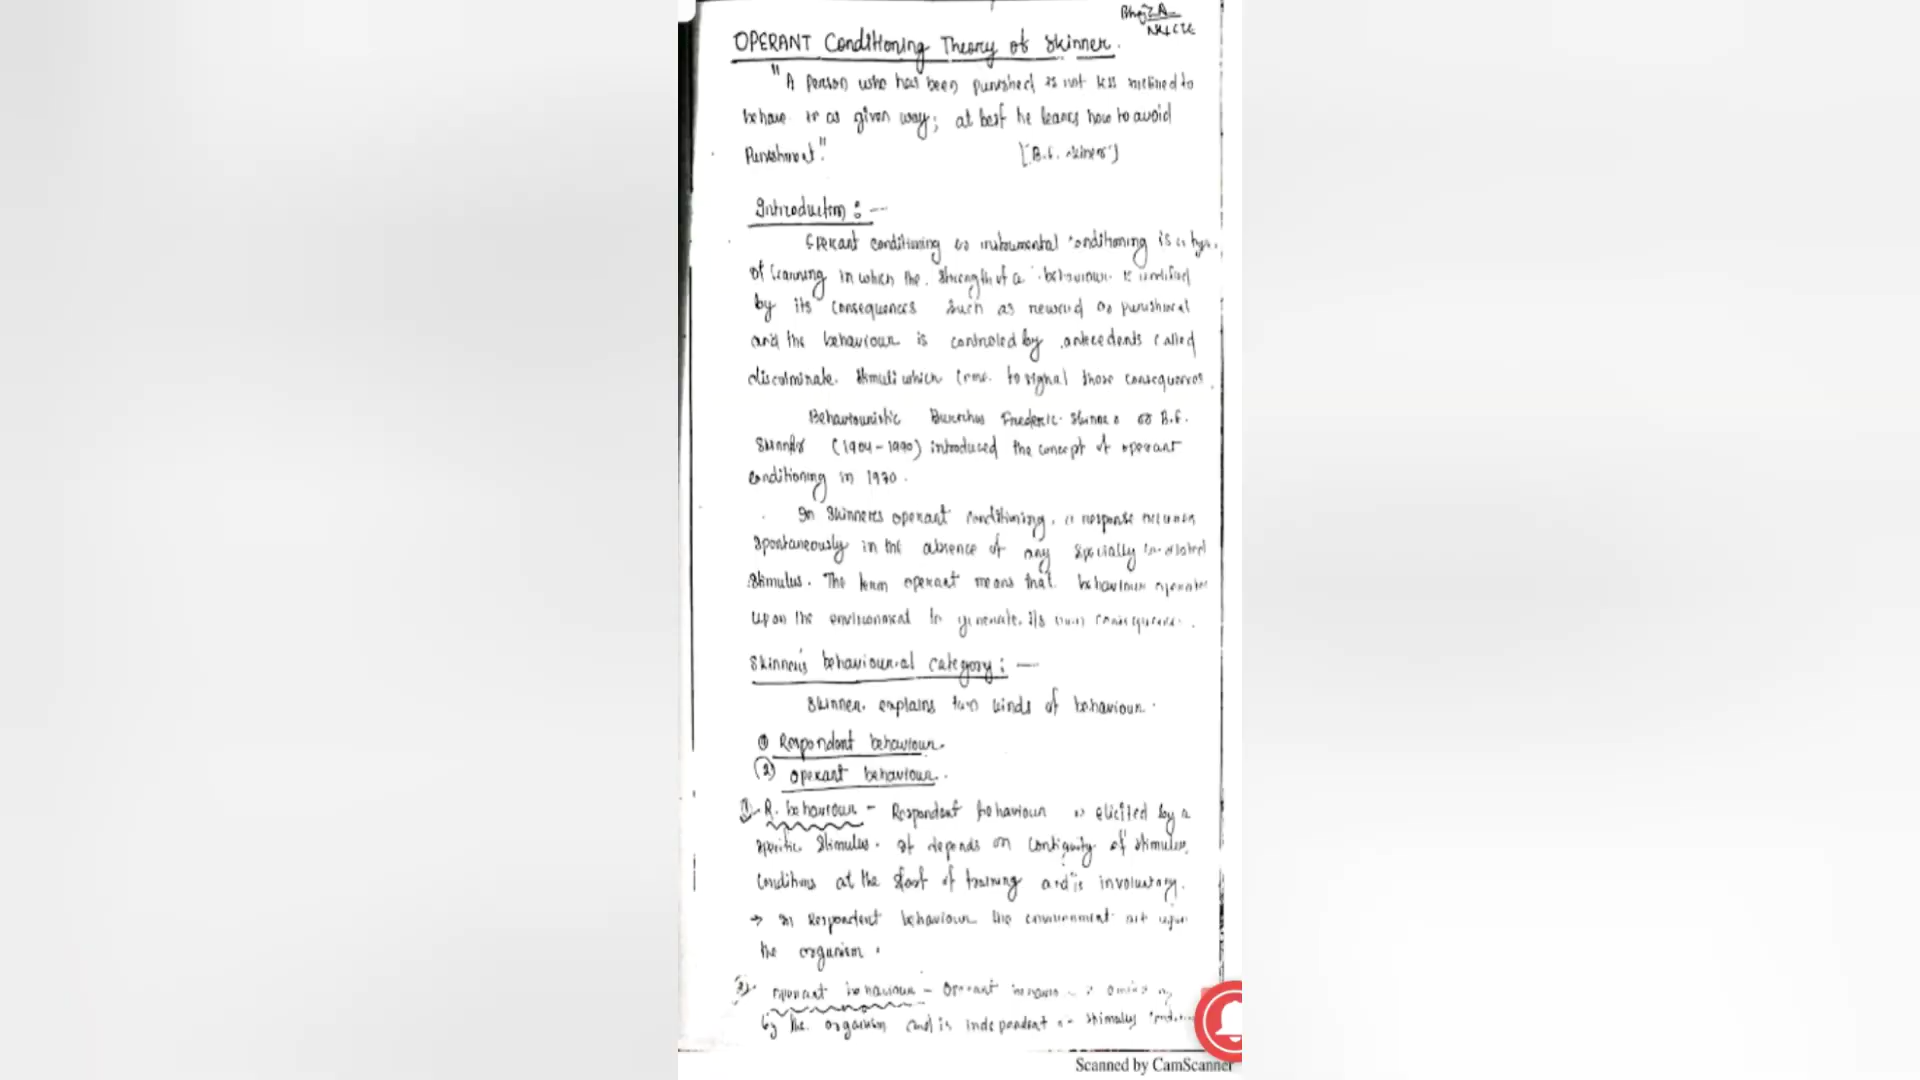 OPERANT Conditioning Theory of Skinner.
"A Person who has been punished is not less inclined to
behave in a given way; at best he learns how to avoid
Punishment."
[B.F. skiner]
Introduction :—
Operant conditioning or instrumental conditioning is a type
of learning in which the strength of a behaviour is modified
by its consequences such as reward or punishment
and the behaviour is controled by antecedents called
stimuli which come to signal those consequences.
Frederic Skinner or B.F.
Skinner (1904-1990) introduced the concept of operant
conditioning in 1970.
In Skinners operant conditioning, a response occurs
spontaneously in the absence of any specially
stimulus. The term operant means that behaviour operates
upon the environment to generate its own consequences.
Skinner's behavioural category :—
Skinner explains two kinds of behaviour.
① Respondent behaviour.
② operant behaviour.
① R. behaviour - Respondent behaviour is elicited by a
specific stimulus. It depends on contiguity of stimulus
conditions at the start of training and is involuntary.
→ In respondent behaviour the environment act upon
the organism.
② operant behaviour - Operant
by the organism and is independent stimulus
Scanned by CamScanner